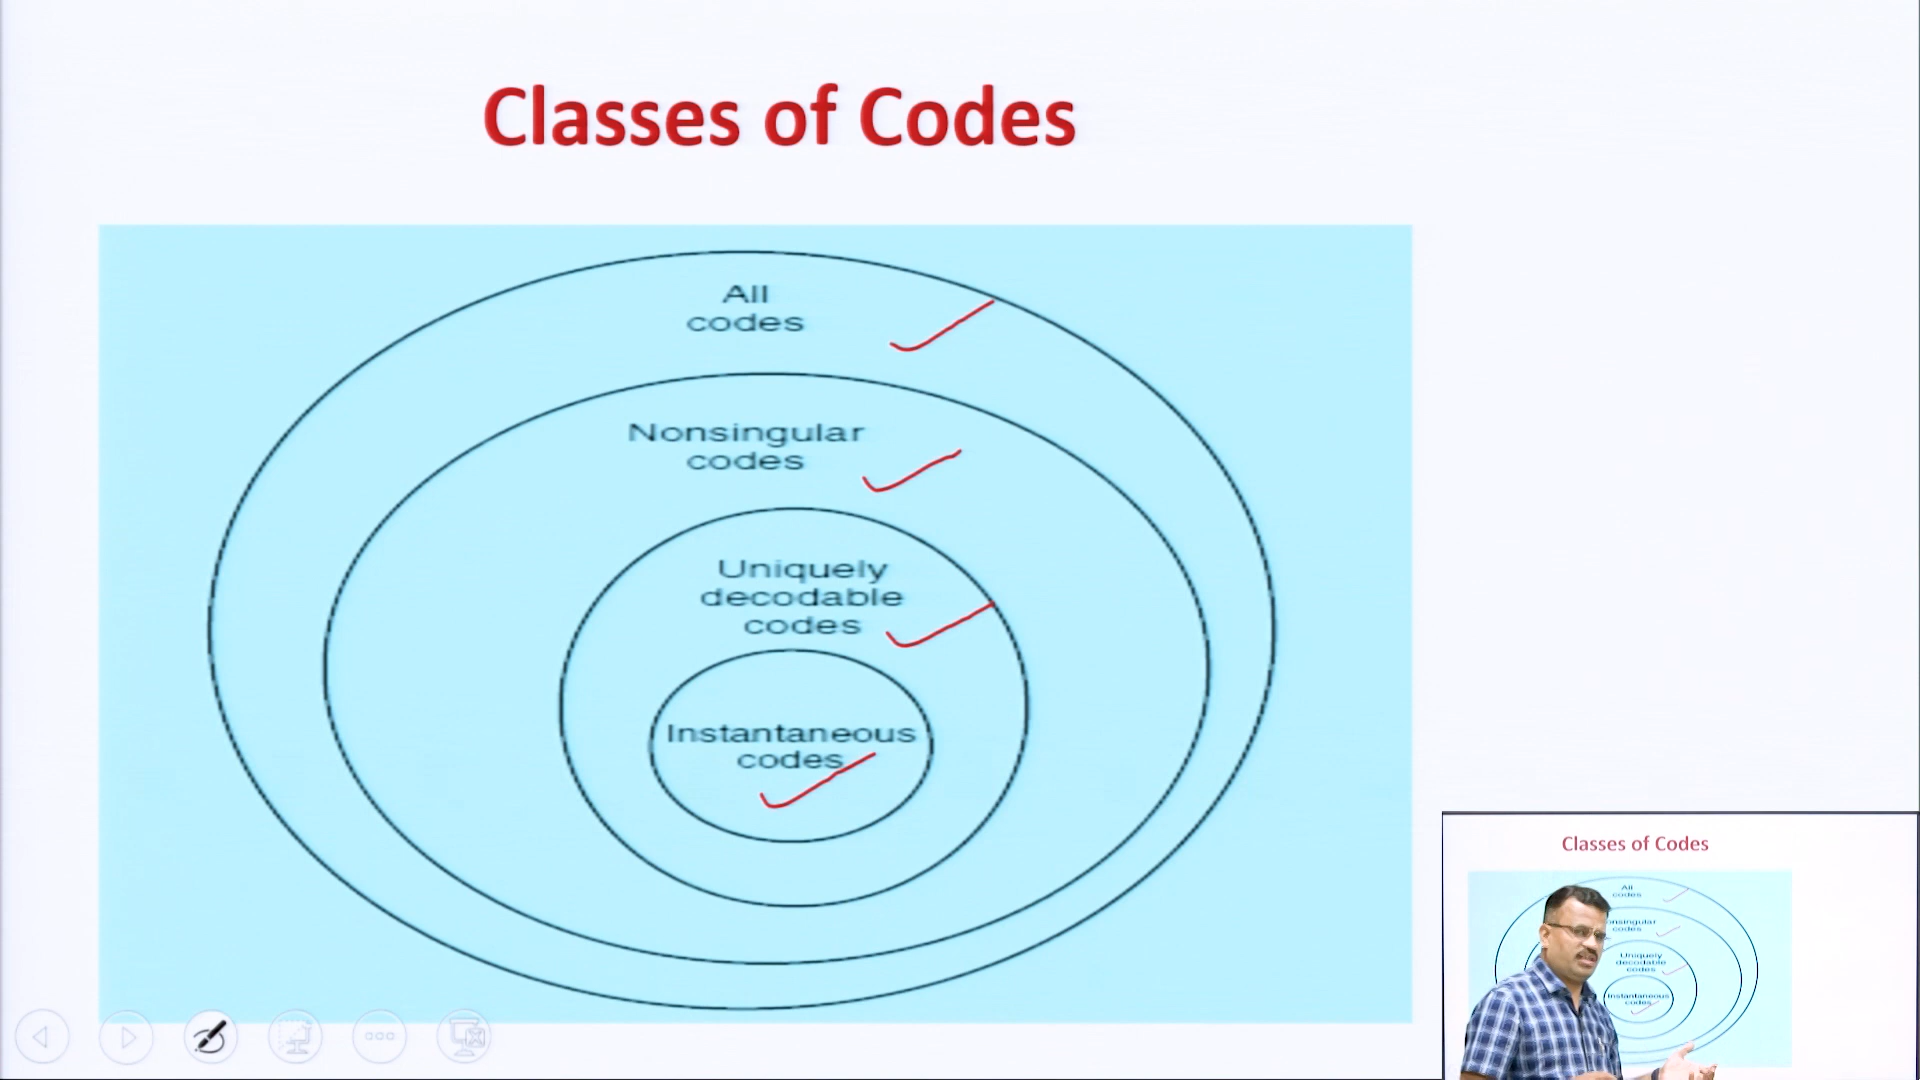 Classes of Codes
All
codes
Nonsingular
codes
Uniquely
decodable
codes
Instantaneous
codes
Classes of Codes
All
codes
onsingular
codes
Uniquely
decodable
codes
Instantaneous
codes